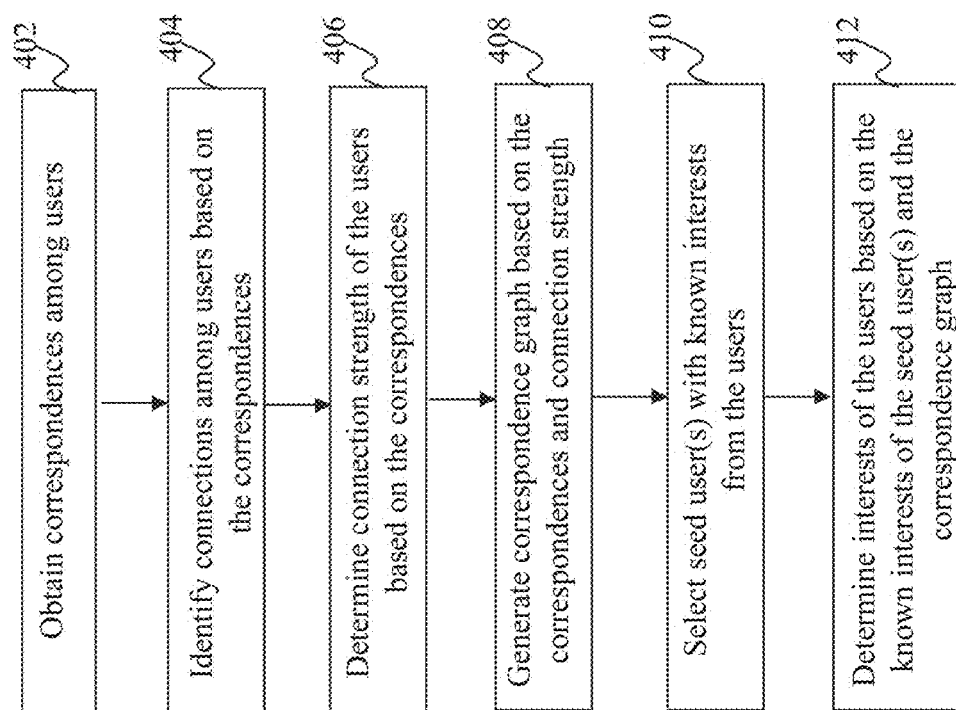 402
Obtain correspondences among users
404
Identify connections among users based on
the correspondences
406
Determine connection strength of the users
based on the correspondences
408
Generate correspondence graph based on the
correspondences and connection strength
410
Select seed user(s) with known interests
from the users
412
Determine interests of the users based on the
known interests of the seed user(s) and the
correspondence graph